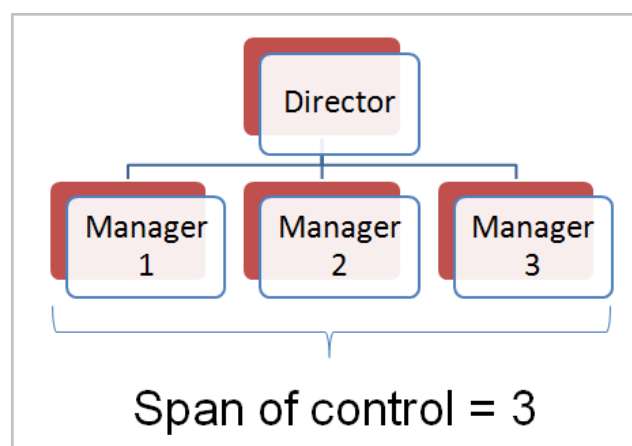 Director
Manager
1
Manager
2
Manager
3
Span of control = 3